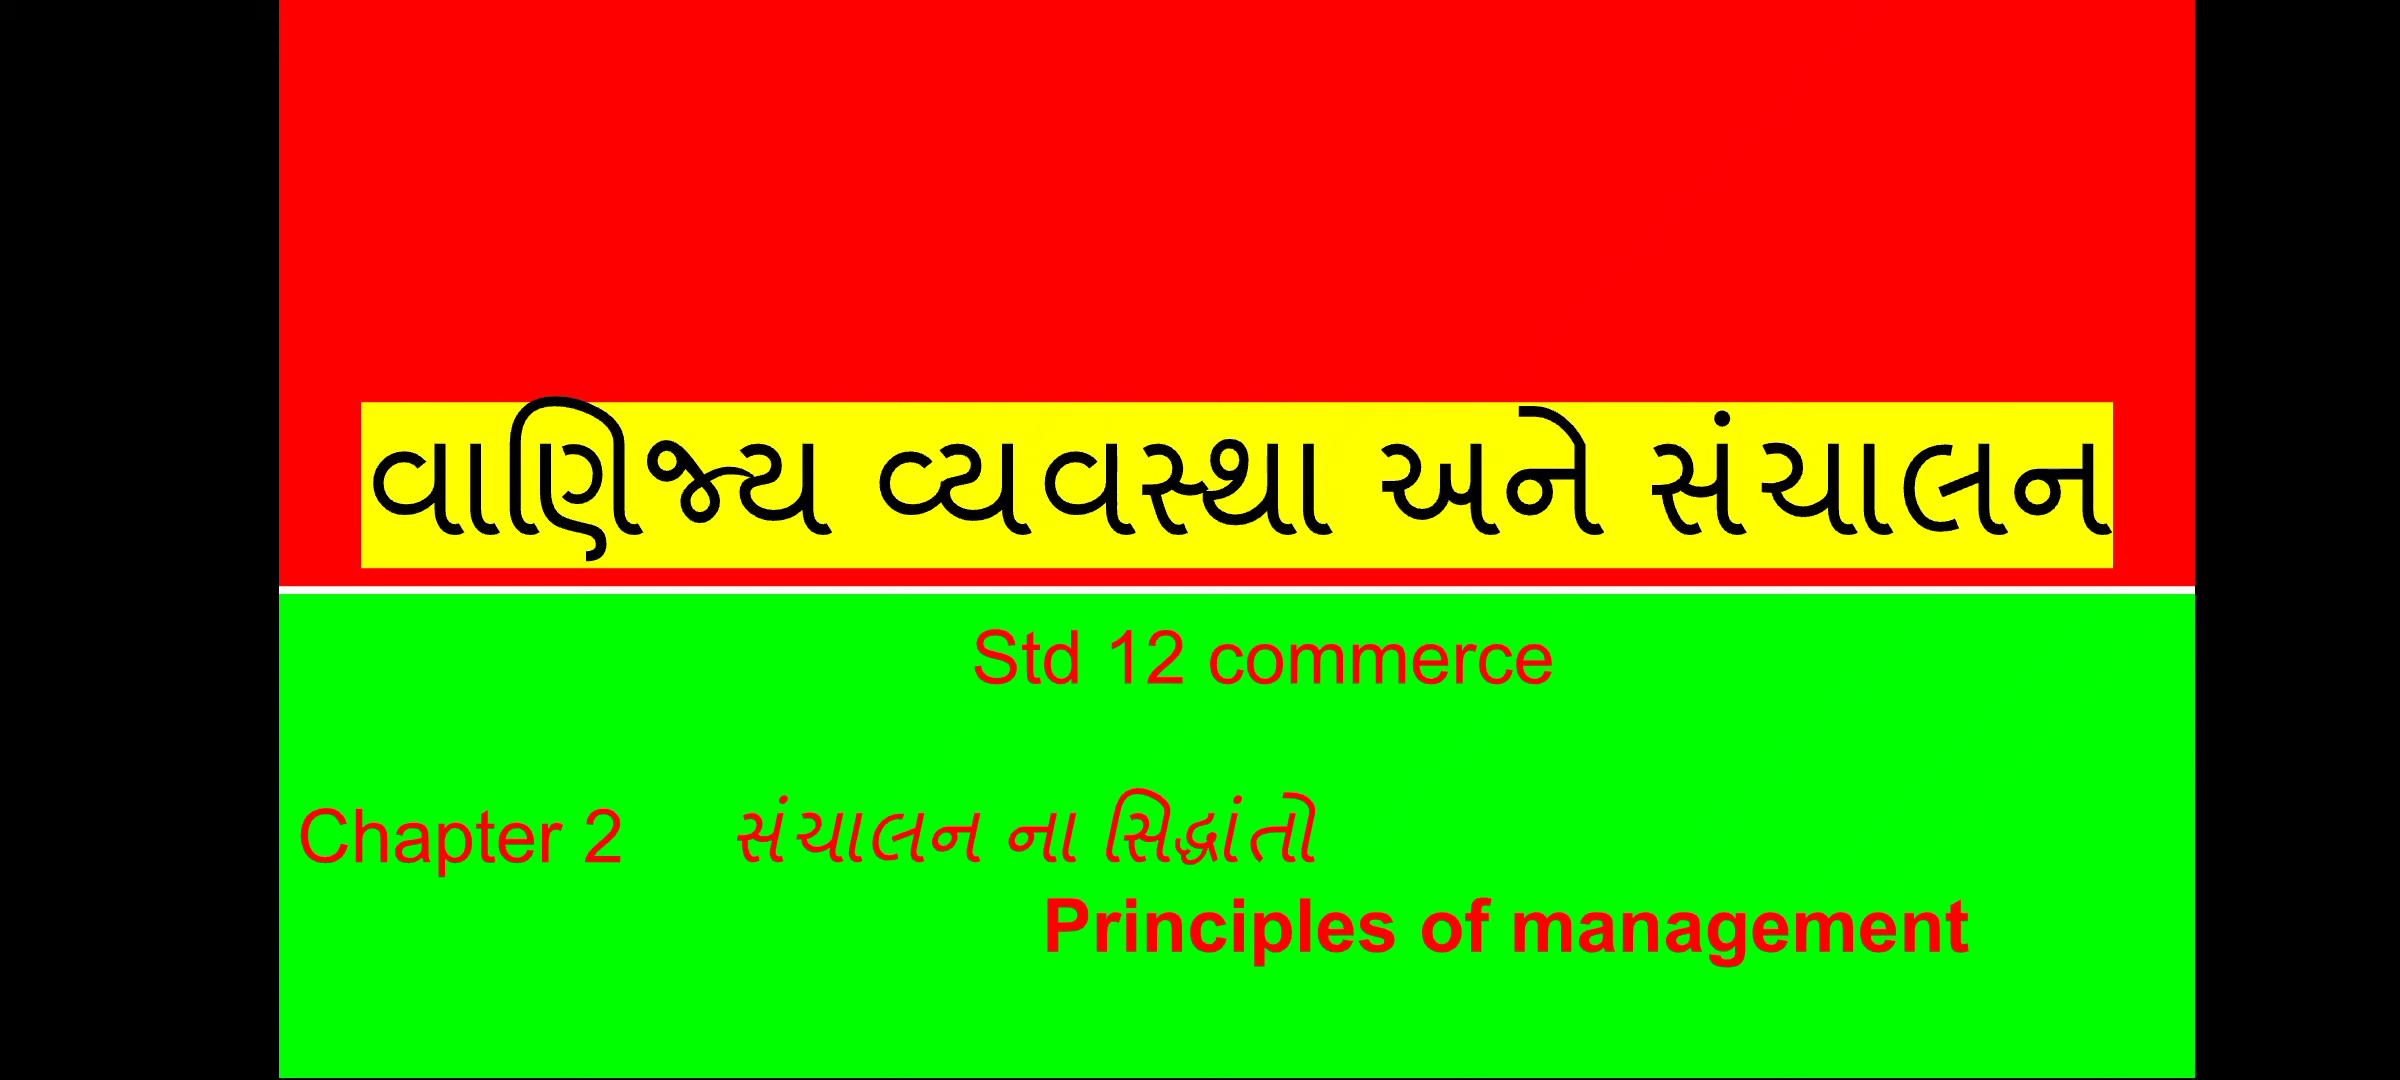 વાણિજ્ય વ્યવસ્થા અને સંચાલન
Std 12 commerce
Chapter 2 સંચાલન ના સિદ્ધાંતો
Principles of management